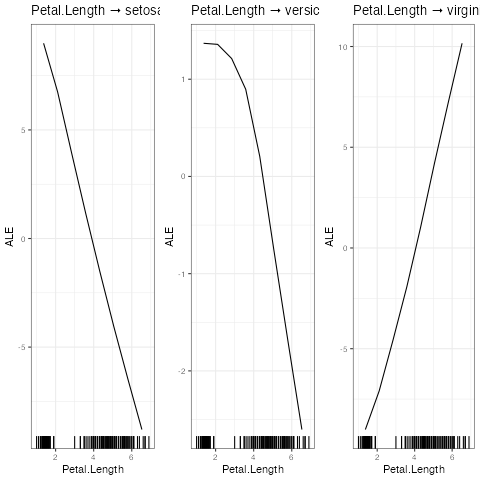 Petal.Length → setosa
Petal.Length → versic
Petal.Length → virgin
ALE
5
0
-5
2
4
6
Petal.Length
ALE
1
0
-1
-2
2
4
6
Petal.Length
ALE
10
5
0
-5
2
4
6
Petal.Length